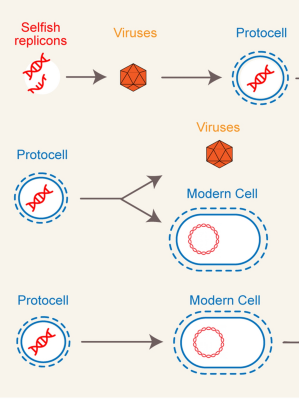 Selfish
replicons
Viruses
Protocell
Viruses
Protocell
Modern Cell
Protocell
Modern Cell